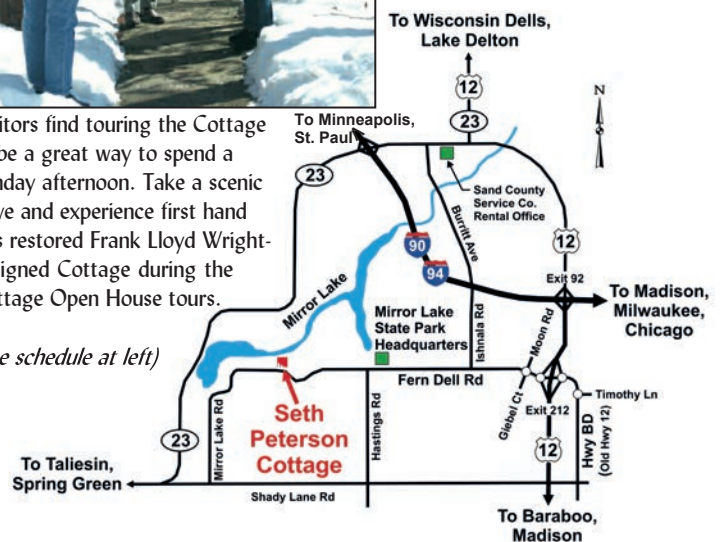 itors find touring the Cottage
be a great way to spend a
nday afternoon. Take a scenic
ve and experience first hand
s restored Frank Lloyd Wright-
igned Cottage during the
ttage Open House tours.
e schedule at left)
To Wisconsin Dells,
Lake Delton
12
23
N
To Minneapolis,
St. Paul
23
Sand County
Service Co.
Rental Office
Burritt Ave
90
94
12
Exit 92
To Madison,
Milwaukee,
Chicago
Mirror Lake
Mirror Lake
State Park
Headquarters
Ishnala Rd
Moon Rd
Fern Dell Rd
Giebel Ct
Timothy Ln
Exit 212
Seth
Peterson
Cottage
Mirror Lake Rd
Hastings Rd
Hwy BD
(Old Hwy 12)
23
12
To Taliesin,
Spring Green
Shady Lane Rd
To Baraboo,
Madison